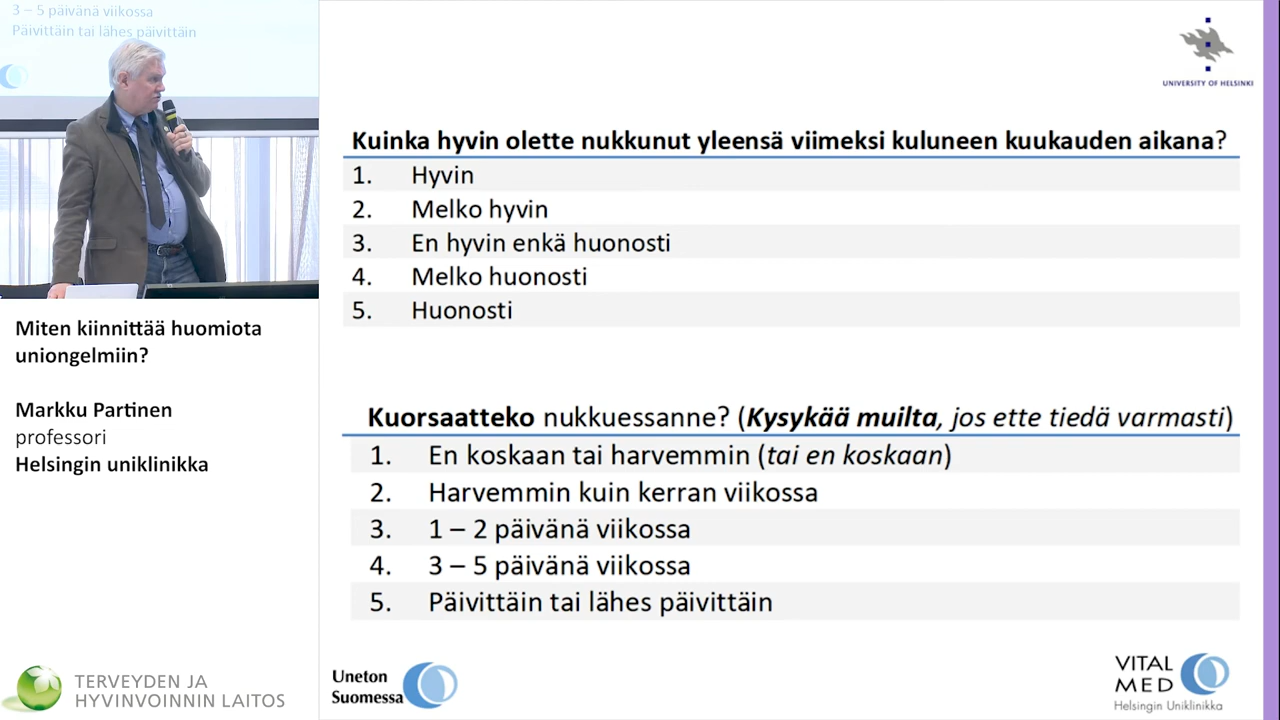 3 – 5 päivänä viikossa
Päivittäin tai lähes päivittäin
UNIVERSITY OF HELSINKI
Kuinka hyvin olette nukkunut yleensä viimeksi kuluneen kuukauden aikana?
1. Hyvin
2. Melko hyvin
3. En hyvin enkä huonosti
4. Melko huonosti
5. Huonosti
Miten kiinnittää huomiota
uniongelmiin?
Markku Partinen
professori
Helsingin uniklinikka
Kuorsaatteko nukkuessanne? (Kysykää muilta, jos ette tiedä varmasti)
1. En koskaan tai harvemmin (tai en koskaan)
2. Harvemmin kuin kerran viikossa
3. 1 – 2 päivänä viikossa
4. 3 – 5 päivänä viikossa
5. Päivittäin tai lähes päivittäin
TERVEYDEN JA
HYVINVOINNIN LAITOS
Uneton
Suomessa
VITAL
MED
Helsingin Uniklinikka